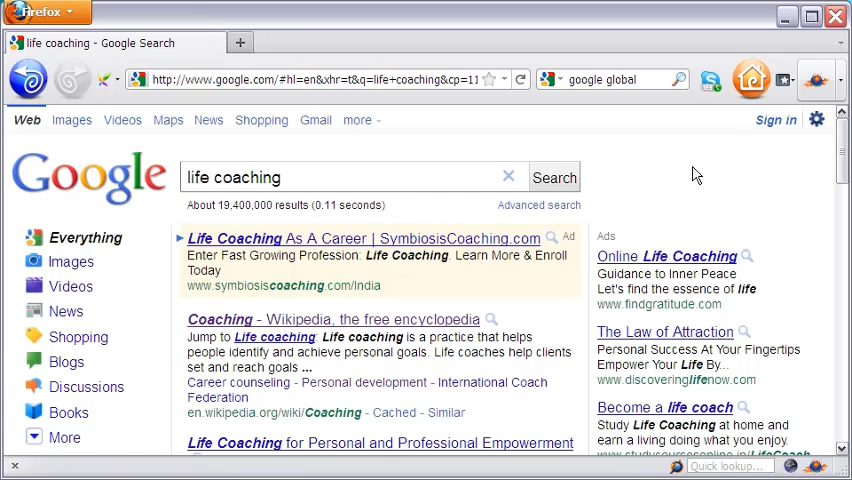 Firefox
life coaching - Google Search
http://www.google.com/#hl=en&xhr=t&q=life+coaching&cp=11
google global
Web Images Videos Maps News Shopping Gmail more
Sign in
Google
life coaching
Search
About 19,400,000 results (0.11 seconds)
Advanced search
Everything
Images
Videos
News
Shopping
Blogs
Discussions
Books
More
Life Coaching As A Career | SymbiosisCoaching.com
Ad
Enter Fast Growing Profession: Life Coaching. Learn More & Enroll
Today
www.symbiosiscoaching.com/India
Coaching - Wikipedia, the free encyclopedia
Jump to Life coaching: Life coaching is a practice that helps
people identify and achieve personal goals. Life coaches help clients
set and reach goals ...
Career counseling - Personal development - International Coach
Federation
en.wikipedia.org/wiki/Coaching - Cached - Similar
Life Coaching for Personal and Professional Empowerment
Ads
Online Life Coaching
Guidance to Inner Peace
Let's find the essence of life
www.findgratitude.com
The Law of Attraction
Personal Success At Your Fingertips
Empower Your Life By...
www.discoveringlifenow.com
Become a life coach
Study Life Coaching at home and
earn a living doing what you enjoy.
www.studycoursesonline.in/LifeCoach
Quick lookup...